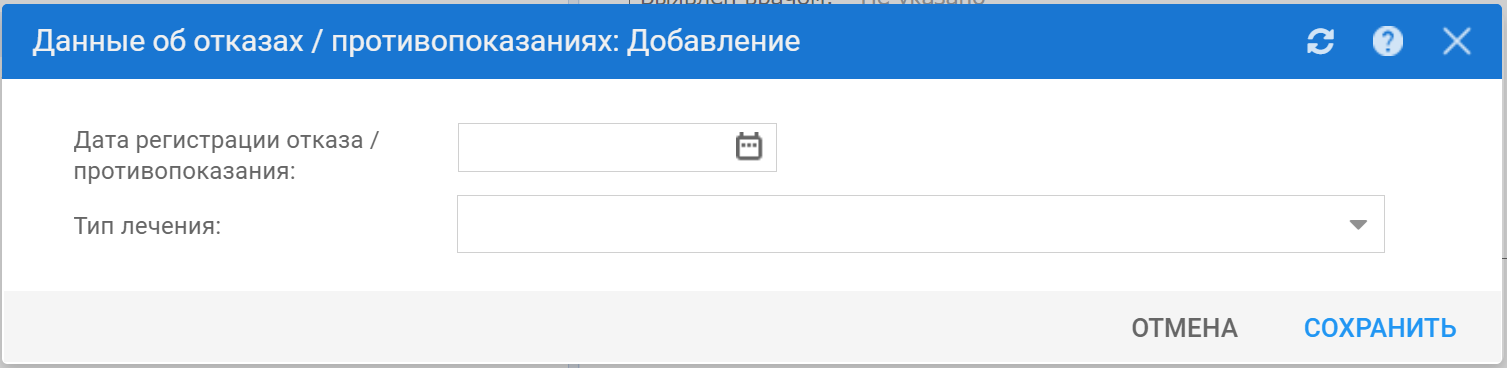 Данные об отказах / противопоказаниях: Добавление
Дата регистрации отказа /
противопоказания:
Тип лечения:
ОТМЕНА
СОХРАНИТЬ